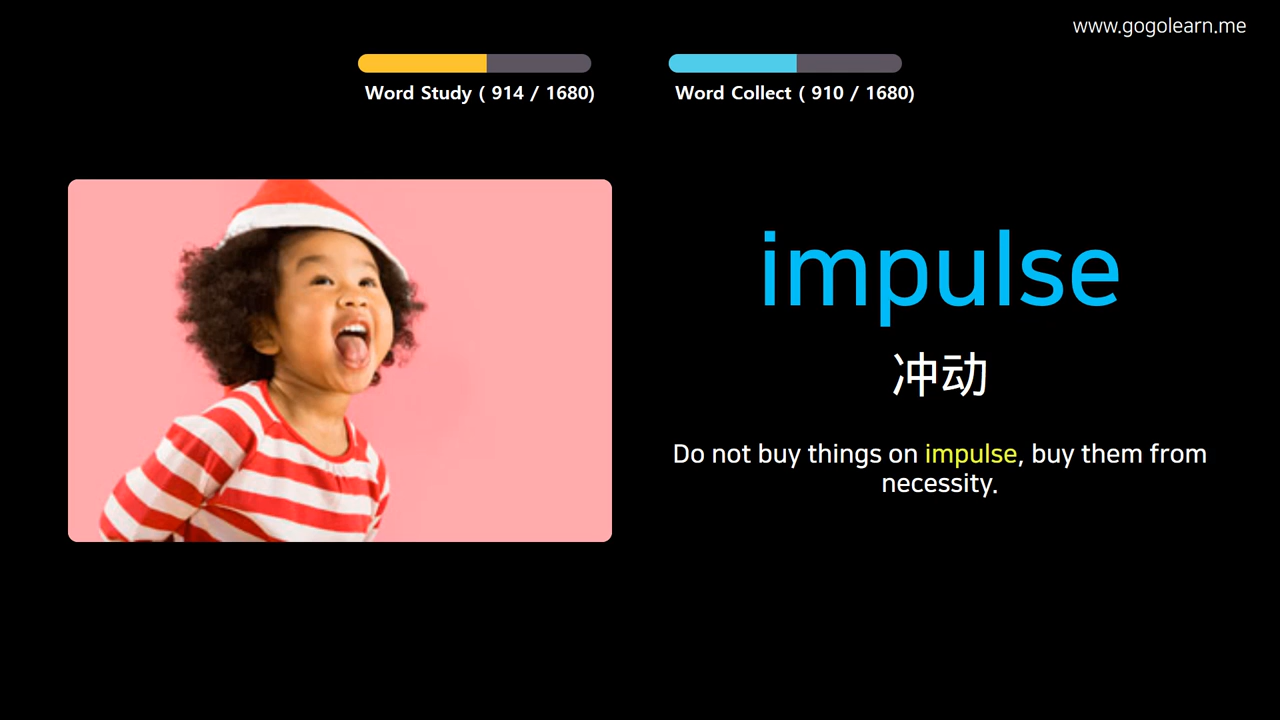 www.gogolearn.me
Word Study ( 914 / 1680)
Word Collect ( 910 / 1680)
impulse
冲动
Do not buy things on impulse, buy them from
necessity.